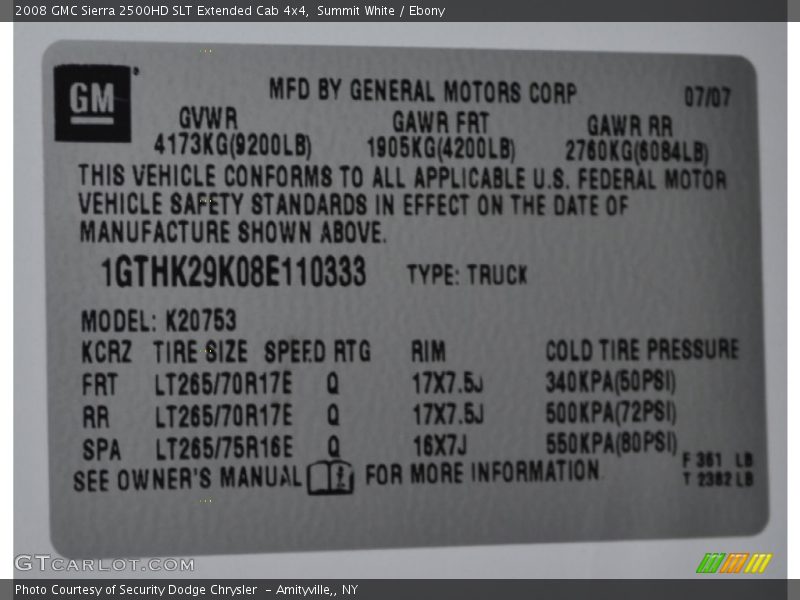 2008 GMC Sierra 2500HD SLT Extended Cab 4x4,  Summit White / Ebony
GM
MFD BY GENERAL MOTORS CORP 07/07
GVWR GAWR FRT GAWR RR
4173KG(9200LB) 1905KG(4200LB) 2760KG(6084LB)
THIS VEHICLE CONFORMS TO ALL APPLICABLE U.S. FEDERAL MOTOR
VEHICLE SAFETY STANDARDS IN EFFECT ON THE DATE OF
MANUFACTURE SHOWN ABOVE.
1GTHK29K08E110333 TYPE: TRUCK
MODEL: K20753
KCRZ TIRE SIZE SPEED RTG RIM COLD TIRE PRESSURE
FRT LT265/70R17E Q 17X7.5J 340KPA(50PSI)
RR LT265/70R17E Q 17X7.5J 500KPA(72PSI)
SPA LT265/75R16E Q 16X7J 550KPA(80PSI)
SEE OWNER'S MANUAL FOR MORE INFORMATION.
F 361 LB
T 2382 LB
GTCARLOT.COM
Photo Courtesy of Security Dodge Chrysler  - Amityville,, NY